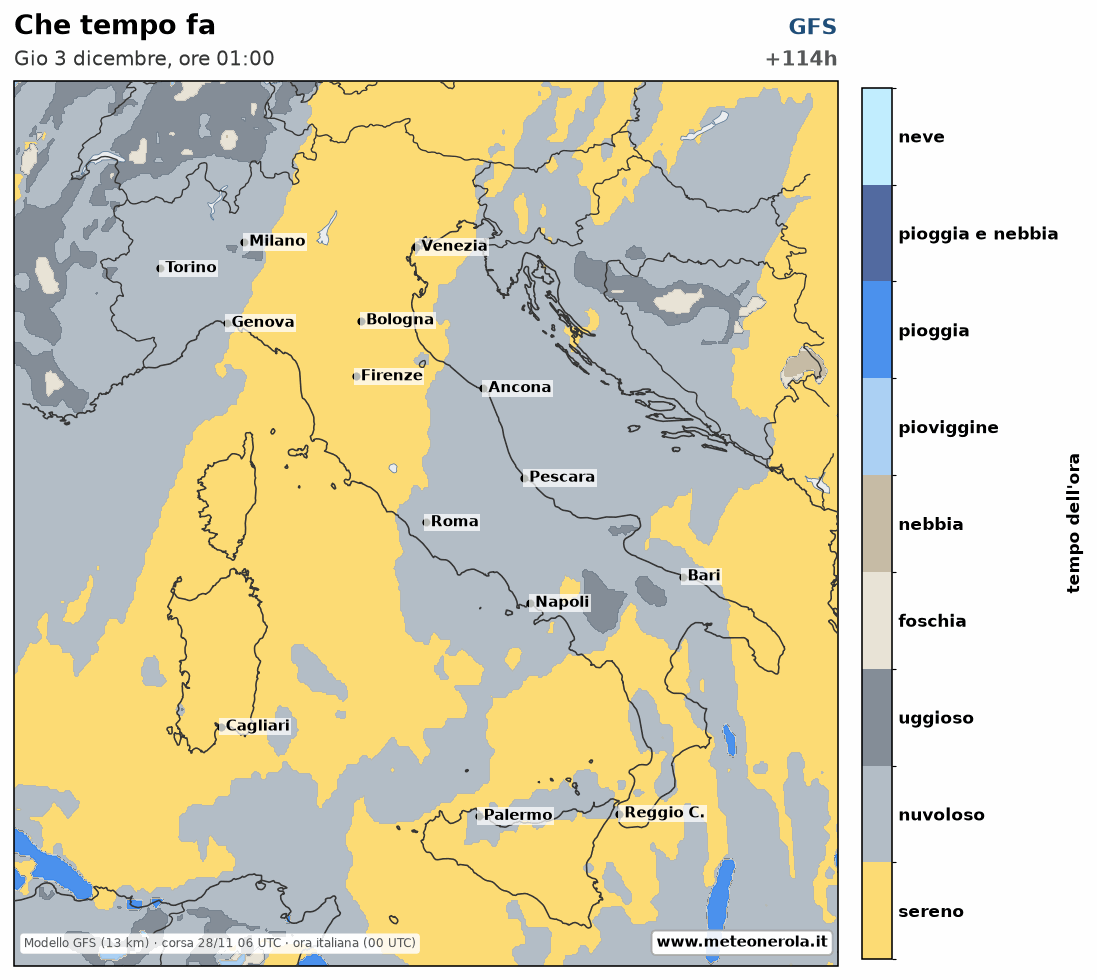 Che tempo fa
GFS
Gio 3 dicembre, ore 01:00
+114h
neve
pioggia e nebbia
pioggia
pioviggine
nebbia
foschia
uggioso
nuvoloso
sereno
tempo dell'ora
Milano
Venezia
Torino
Genova
Bologna
Firenze
Ancona
Pescara
Roma
Bari
Napoli
Cagliari
Palermo
Reggio C.
Modello GFS (13 km) · corsa 28/11 06 UTC · ora italiana (00 UTC)
www.meteonerola.it